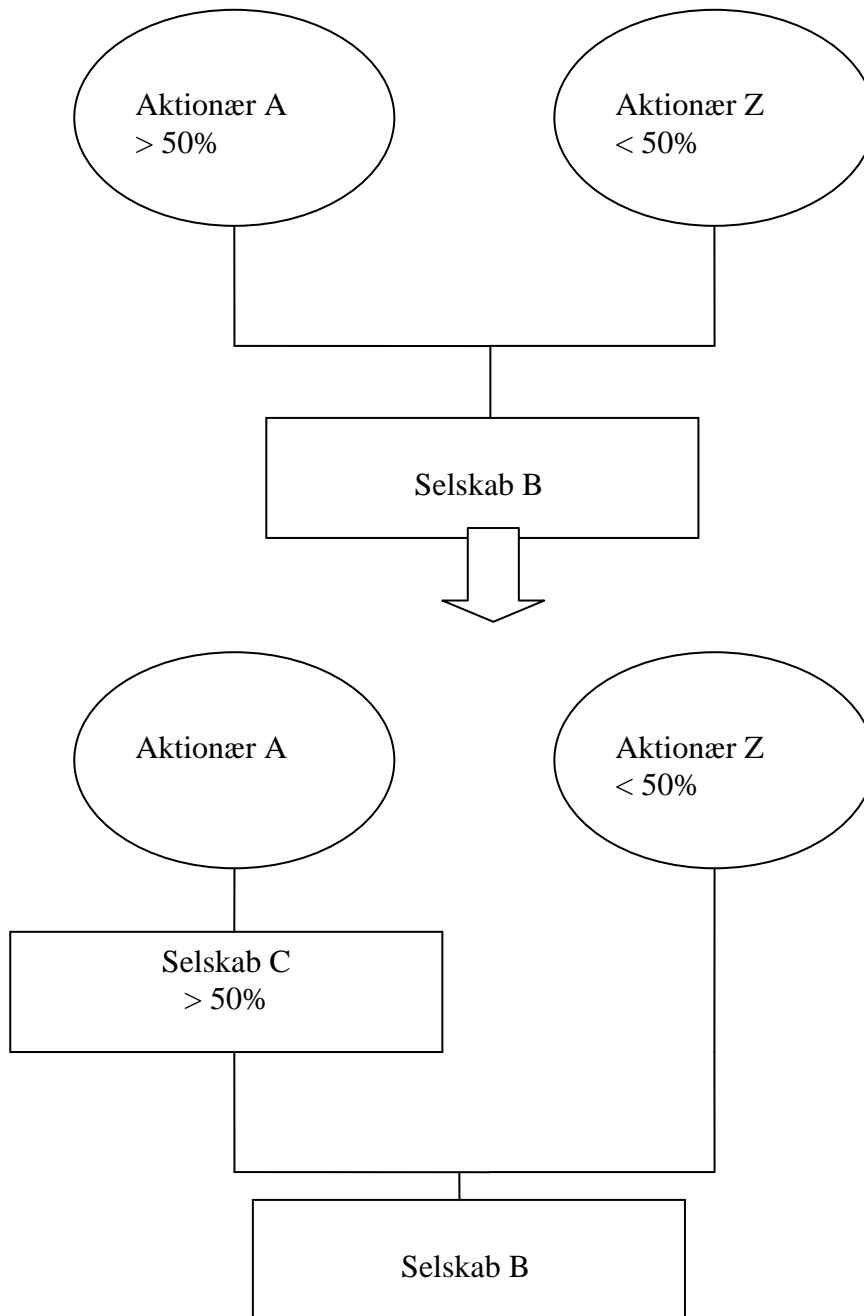 Aktionær A
> 50%
Aktionær Z
< 50%
Selskab B
Aktionær A
Aktionær Z
< 50%
Selskab C
> 50%
Selskab B